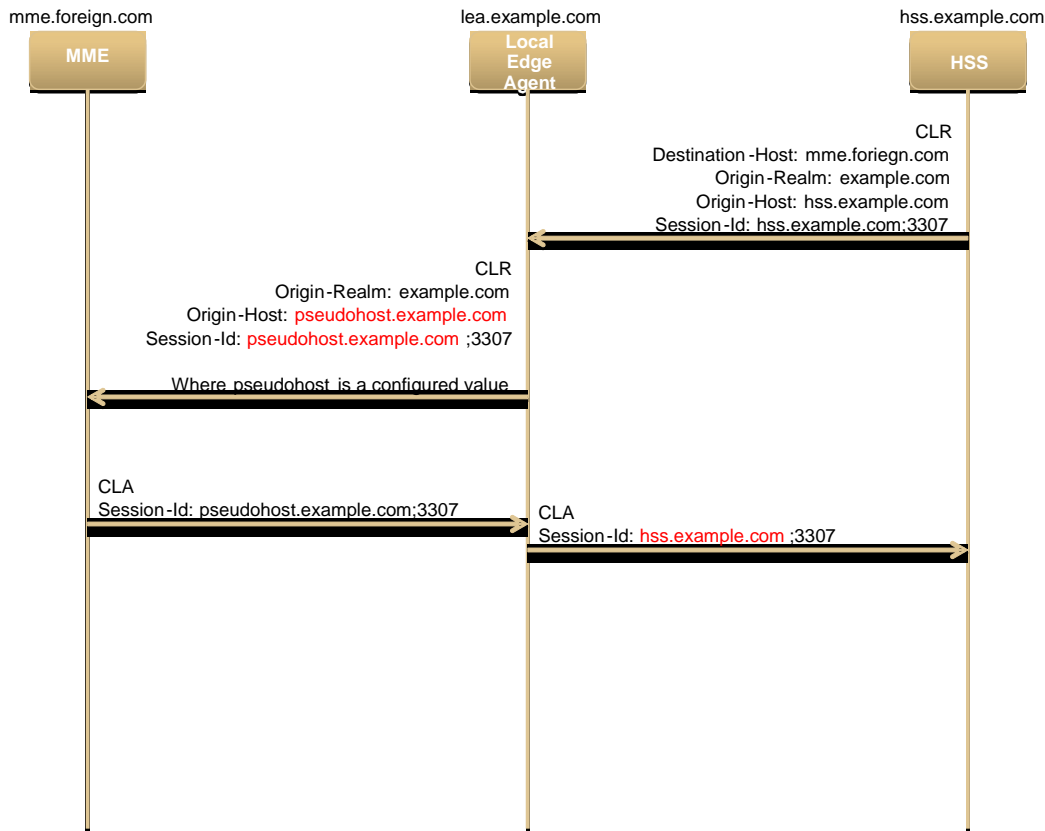 mme.foreign.com
lea.example.com
hss.example.com
MME
Local
Edge
Agent
HSS
CLR
Destination-Host: mme.foriegn.com
Origin-Realm: example.com
Origin-Host: hss.example.com
Session-Id: hss.example.com;3307
CLR
Origin-Realm: example.com
Origin-Host: pseudohost.example.com
Session-Id: pseudohost.example.com ;3307
Where pseudohost is a configured value
CLA
Session-Id: pseudohost.example.com;3307
CLA
Session-Id: hss.example.com ;3307